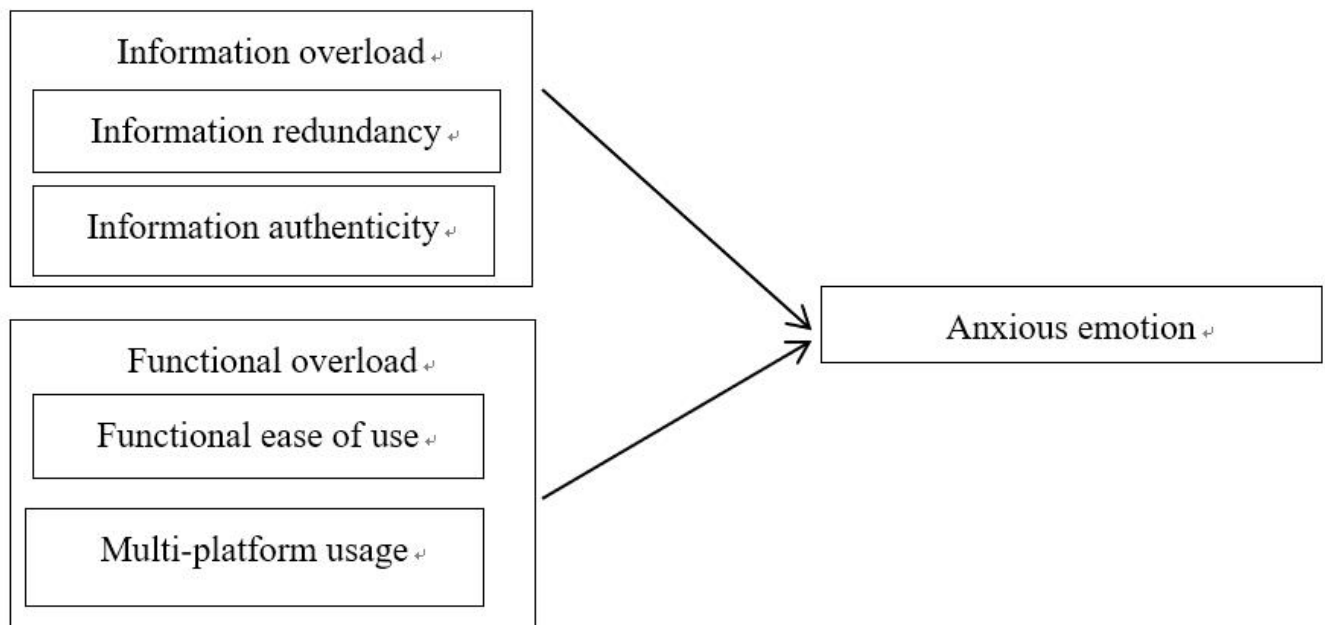 Information overload
Information redundancy
Information authenticity
Functional overload
Functional ease of use
Multi-platform usage
Anxious emotion